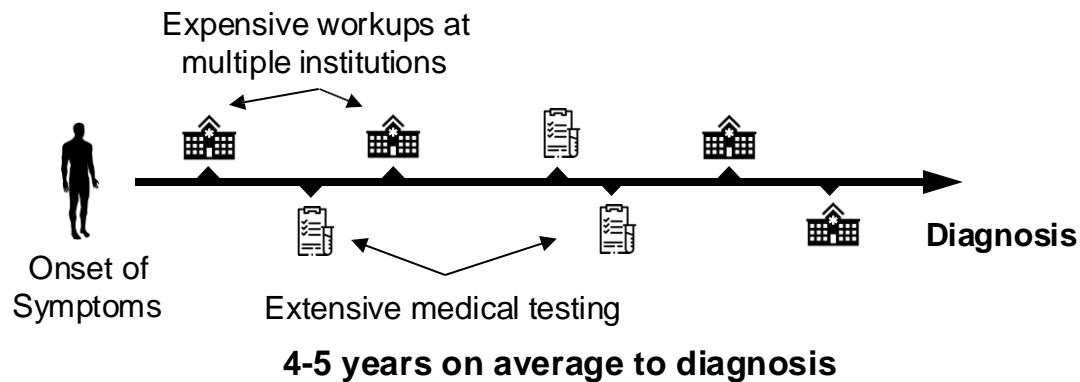 Expensive workups at
multiple institutions
Onset of
Symptoms
Diagnosis
Extensive medical testing
4-5 years on average to diagnosis